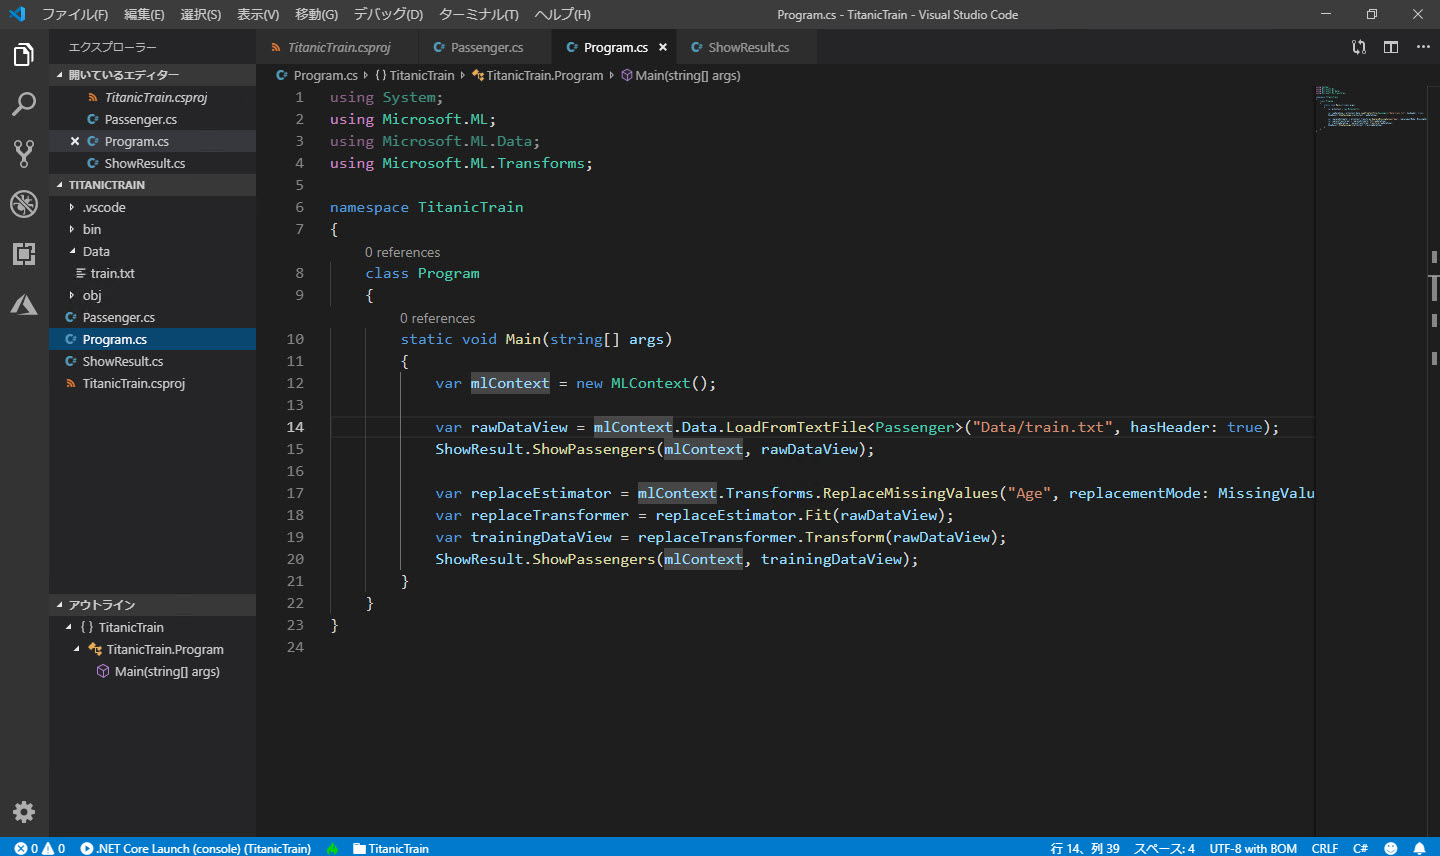 ファイル(F) 編集(E) 選択(S) 表示(V) 移動(G) デバッグ(D) ターミナル(T) ヘルプ(H) Program.cs - TitanicTrain - Visual Studio Code
エクスプローラー
開いているエディター
TitanicTrain.csproj
Passenger.cs
Program.cs
ShowResult.cs
TITANICTRAIN
.vscode
bin
Data
train.txt
obj
Passenger.cs
Program.cs
ShowResult.cs
TitanicTrain.csproj
アウトライン
{ } TitanicTrain
TitanicTrain.Program
Main(string[] args)
TitanicTrain.csproj Passenger.cs Program.cs ShowResult.cs
Program.cs { } TitanicTrain TitanicTrain.Program Main(string[] args)
1 using System;
2 using Microsoft.ML;
3 using Microsoft.ML.Data;
4 using Microsoft.ML.Transforms;
5
6 namespace TitanicTrain
7 {
0 references
8 class Program
9 {
0 references
10 static void Main(string[] args)
11 {
12 var mlContext = new MLContext();
13
14 var rawDataView = mlContext.Data.LoadFromTextFile<Passenger>("Data/train.txt", hasHeader: true);
15 ShowResult.ShowPassengers(mlContext, rawDataView);
16
17 var replaceEstimator = mlContext.Transforms.ReplaceMissingValues("Age", replacementMode: MissingValu
18 var replaceTransformer = replaceEstimator.Fit(rawDataView);
19 var trainingDataView = replaceTransformer.Transform(rawDataView);
20 ShowResult.ShowPassengers(mlContext, trainingDataView);
21 }
22 }
23 }
24
0 0 .NET Core Launch (console) (TitanicTrain) TitanicTrain 行 14、列 39 スペース: 4 UTF-8 with BOM CRLF C#